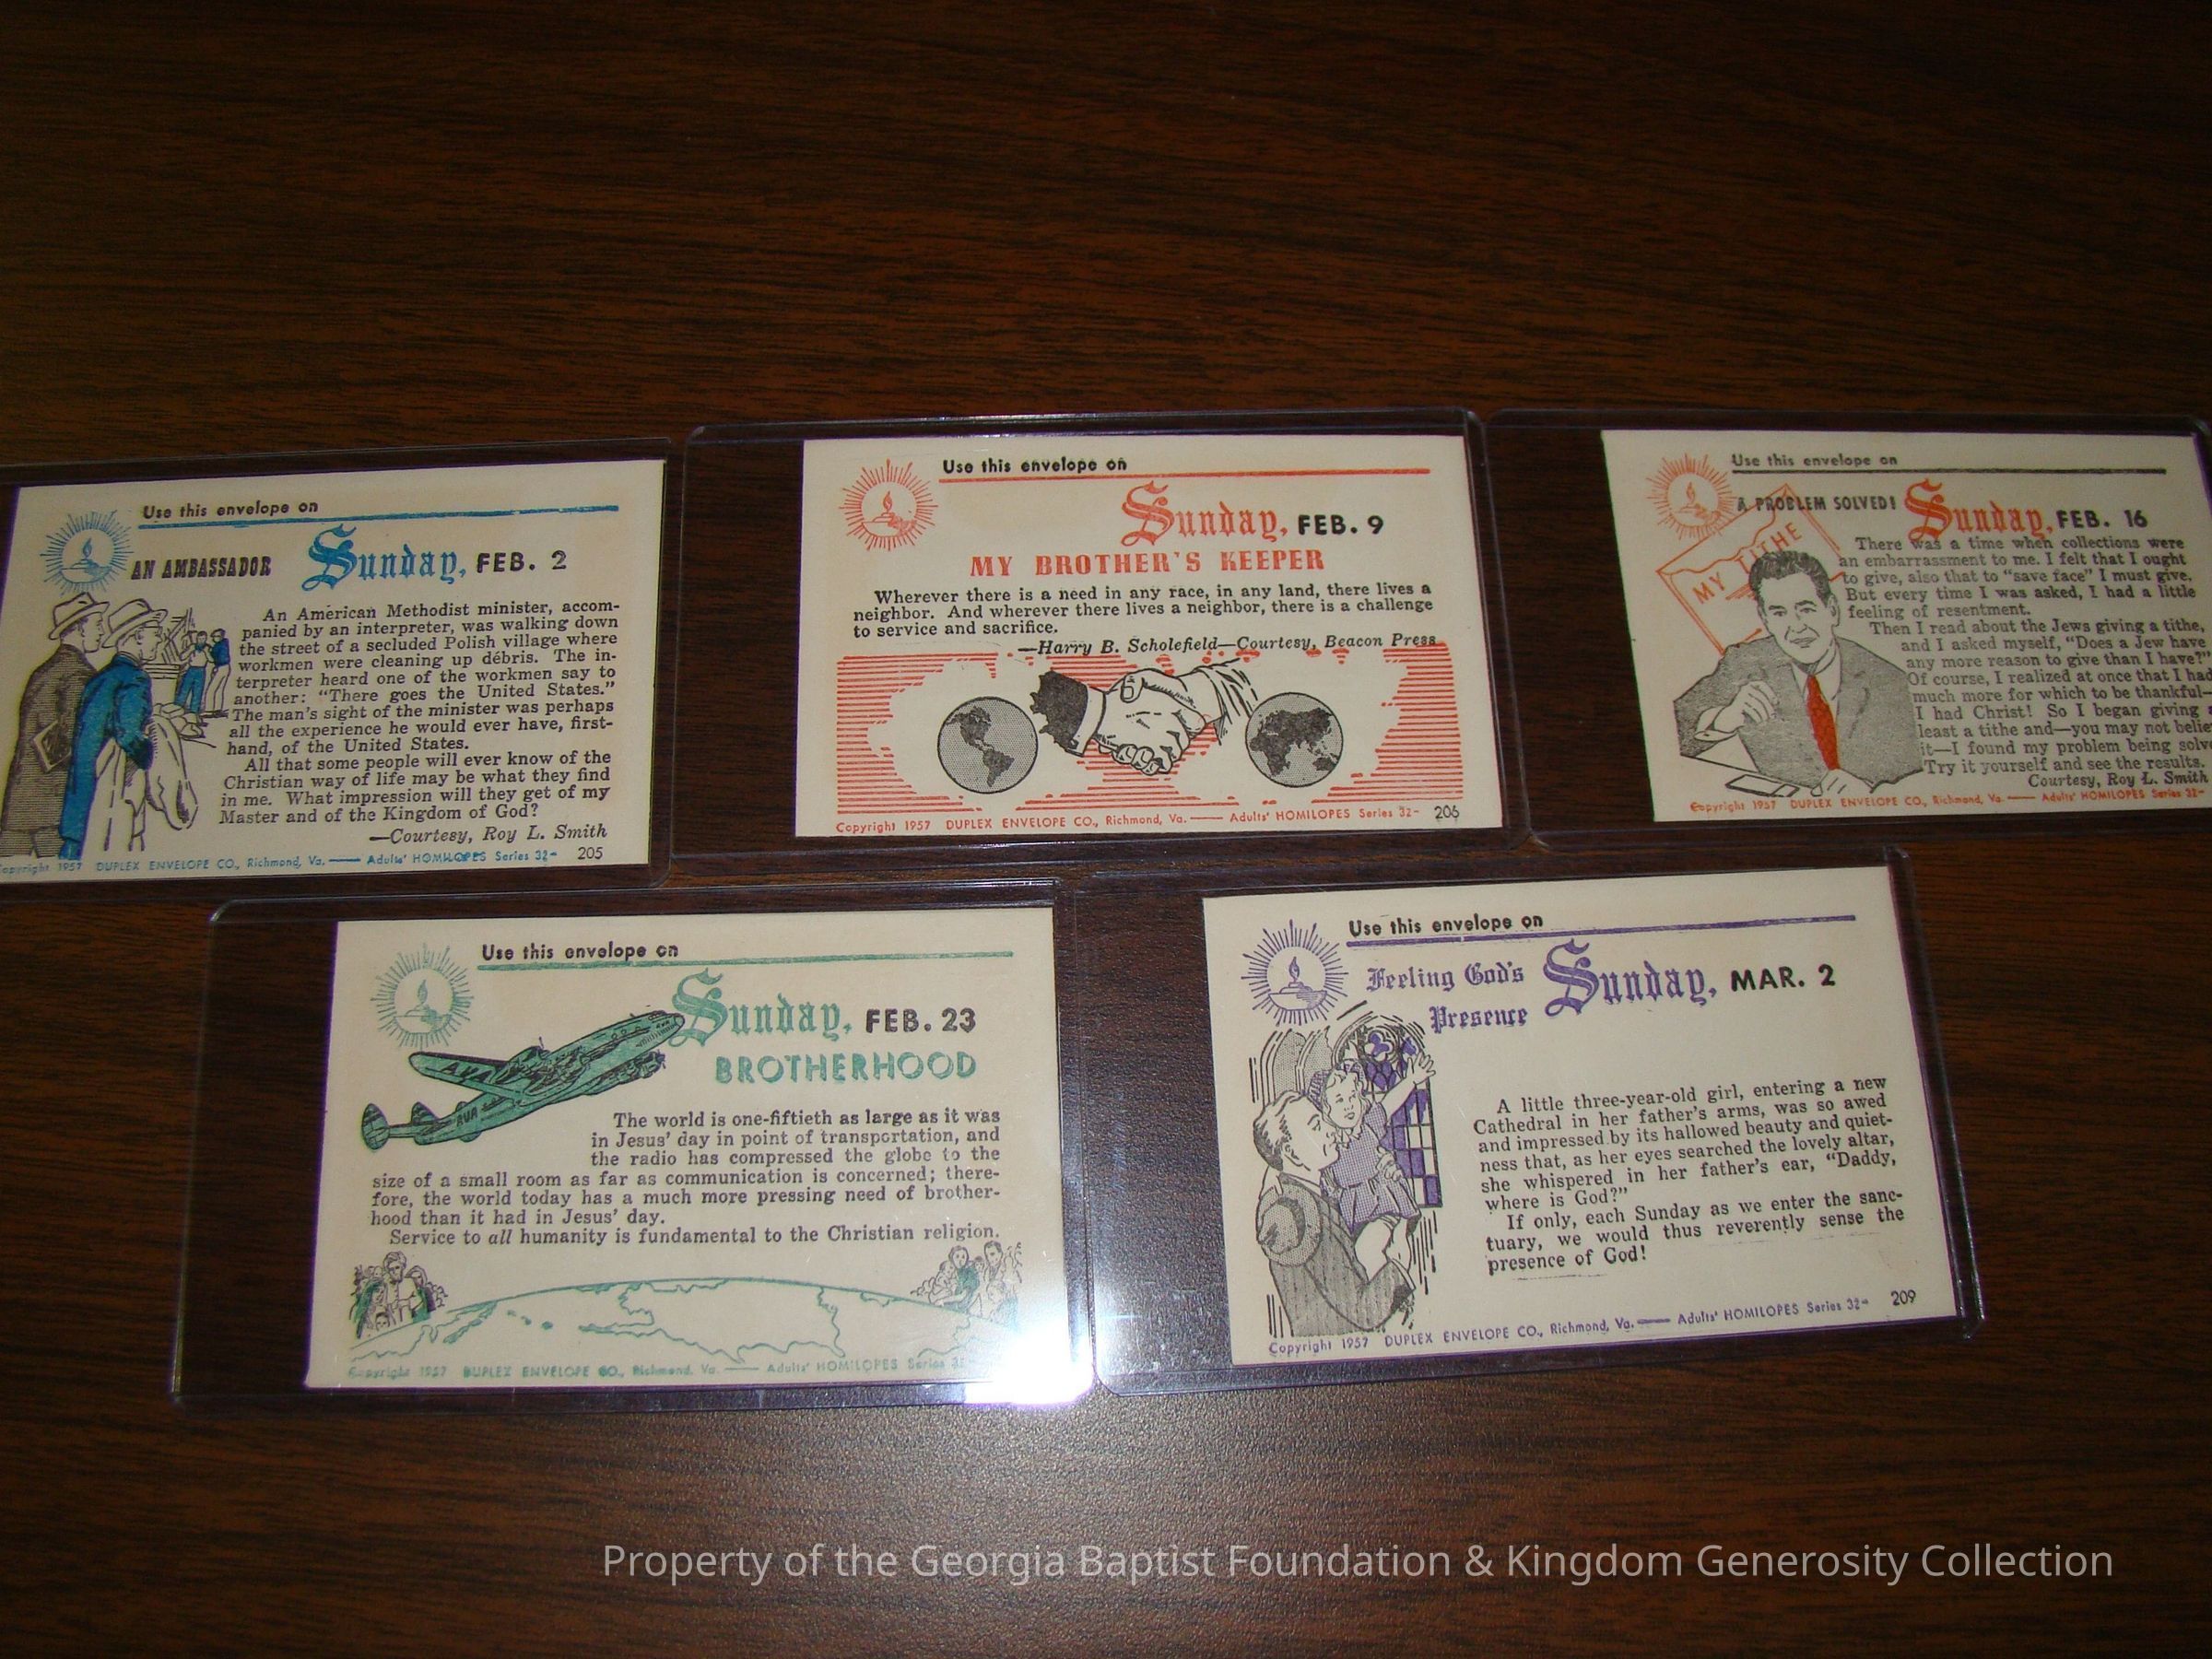 Use this envelope on
AN AMBASSADOR
Sunday, FEB. 2
An American Methodist minister, accom-
panied by an interpreter, was walking down
the street of a secluded Polish village where
workmen were cleaning up débris. The in-
terpreter heard one of the workmen say to
another: “There goes the United States.”
The man's sight of the minister was perhaps
all the experience he would ever have, first-
hand, of the United States.
All that some people will ever know of the
Christian way of life may be what they find
in me. What impression will they get of my
Master and of the Kingdom of God?
—Courtesy, Roy L. Smith
Copyright 1957 DUPLEX ENVELOPE CO., Richmond, Va. — Adults' HOMILOPES Series 32- 205
Use this envelope on
Sunday, FEB. 9
MY BROTHER'S KEEPER
Wherever there is a need in any race, in any land, there lives a
neighbor. And wherever there lives a neighbor, there is a challenge
to service and sacrifice.
—Harry B. Scholefield—Courtesy, Beacon Press
Copyright 1957 DUPLEX ENVELOPE CO., Richmond, Va. — Adults' HOMILOPES Series 32- 206
Use this envelope on
A PROBLEM SOLVED!
Sunday, FEB. 16
MY TITHE
There was a time when collections were
an embarrassment to me. I felt that I ought
to give, also that to “save face” I must give.
But every time I was asked, I had a little
feeling of resentment.
Then I read about the Jews giving a tithe,
and I asked myself, “Does a Jew have
any more reason to give than I have?”
Of course, I realized at once that I had
much more for which to be thankful—
I had Christ! So I began giving
least a tithe and—you may not
it—I found my problem being
Try it yourself and see the results.
Courtesy, Roy L. Smith
Copyright 1957 DUPLEX ENVELOPE CO., Richmond, Va. — Adults' HOMILOPES Series 32-
Use this envelope on
Sunday, FEB. 23
BROTHERHOOD
The world is one-fiftieth as large as it was
in Jesus' day in point of transportation, and
the radio has compressed the globe to the
size of a small room as far as communication is concerned; there-
fore, the world today has a much more pressing need of brother-
hood than it had in Jesus' day.
Service to all humanity is fundamental to the Christian religion.
Copyright 1957 DUPLEX ENVELOPE CO., Richmond, Va. — Adults' HOMILOPES Series
Use this envelope on
Feeling God's
Presence
Sunday, MAR. 2
A little three-year-old girl, entering a new
Cathedral in her father's arms, was so awed
and impressed by its hallowed beauty and quiet-
ness that, as her eyes searched the lovely altar,
she whispered in her father's ear, “Daddy,
where is God?”
If only, each Sunday as we enter the sanc-
tuary, we would thus reverently sense the
presence of God!
Copyright 1957 DUPLEX ENVELOPE CO., Richmond, Va. — Adults' HOMILOPES Series 32- 209
Property of the Georgia Baptist Foundation & Kingdom Generosity Collection